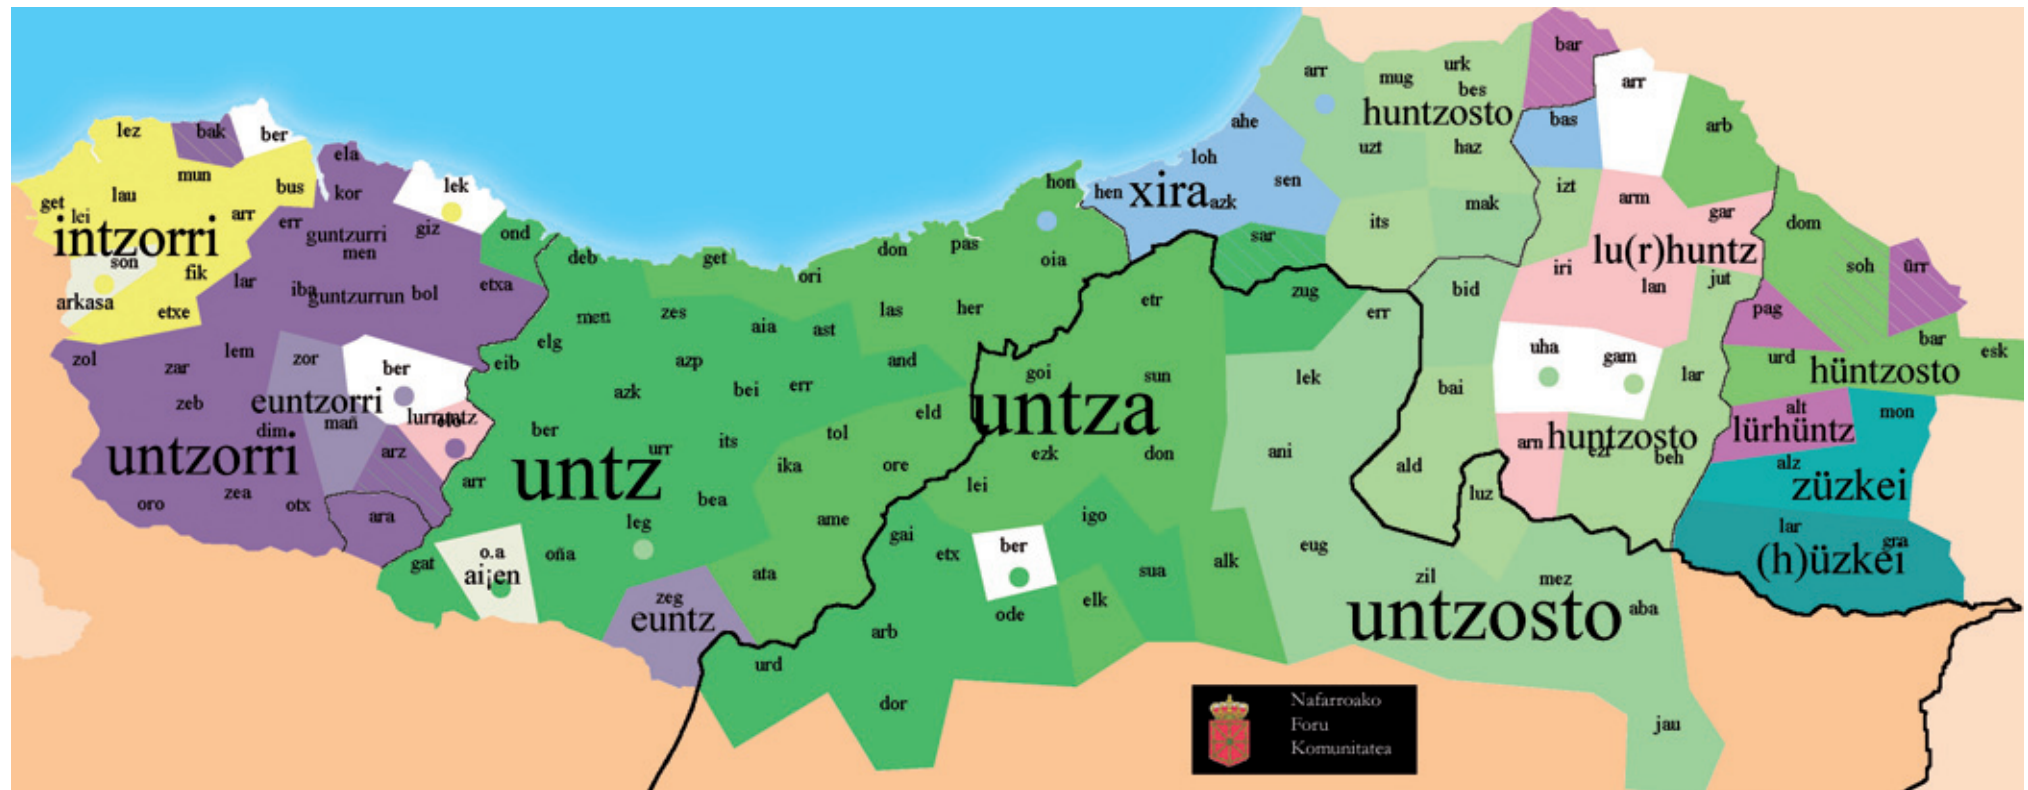 bar
arr
mug
urk
bes
huntzosto
arr
lez
bak
ber
ahe
bas
arb
ela
uzt
haz
loh
mun
lau
bus
kor
lek
hon
hen
xira
azk
sen
izt
arm
gar
get
lei
arr
err
guntzurri
men
giz
ond
its
mak
dom
intzorri
son
fik
lar
iba
guntzurrun
bol
etxa
deb
get
ori
don
pas
oia
sar
lu(r)huntz
iri
lan
jut
soh
ürr
arkasa
etxe
men
zes
aia
ast
las
her
etr
zug
err
bid
pag
zol
zar
lem
zor
ber
eib
elg
azp
and
goi
sun
lek
bai
uha
gam
lar
urd
bar
esk
hüntzosto
zeb
euntzorri
mañ
dim
azk
bei
err
eld
untza
alt
mon
lürhüntz
untzorri
arz
ber
urr
its
tol
ika
ore
ezk
don
ani
ald
arn
huntzosto
beh
alz
züzkei
oro
zea
otx
ara
arr
untz
bea
leg
ame
lei
luz
lar
gra
(h)üzkei
gat
o.a
oña
ata
gai
etx
ber
igo
sua
alk
eug
zil
mez
aba
untzosto
zeg
euntz
arb
ode
elk
urd
dor
jau
Nafarroako
Foru
Komunitatea